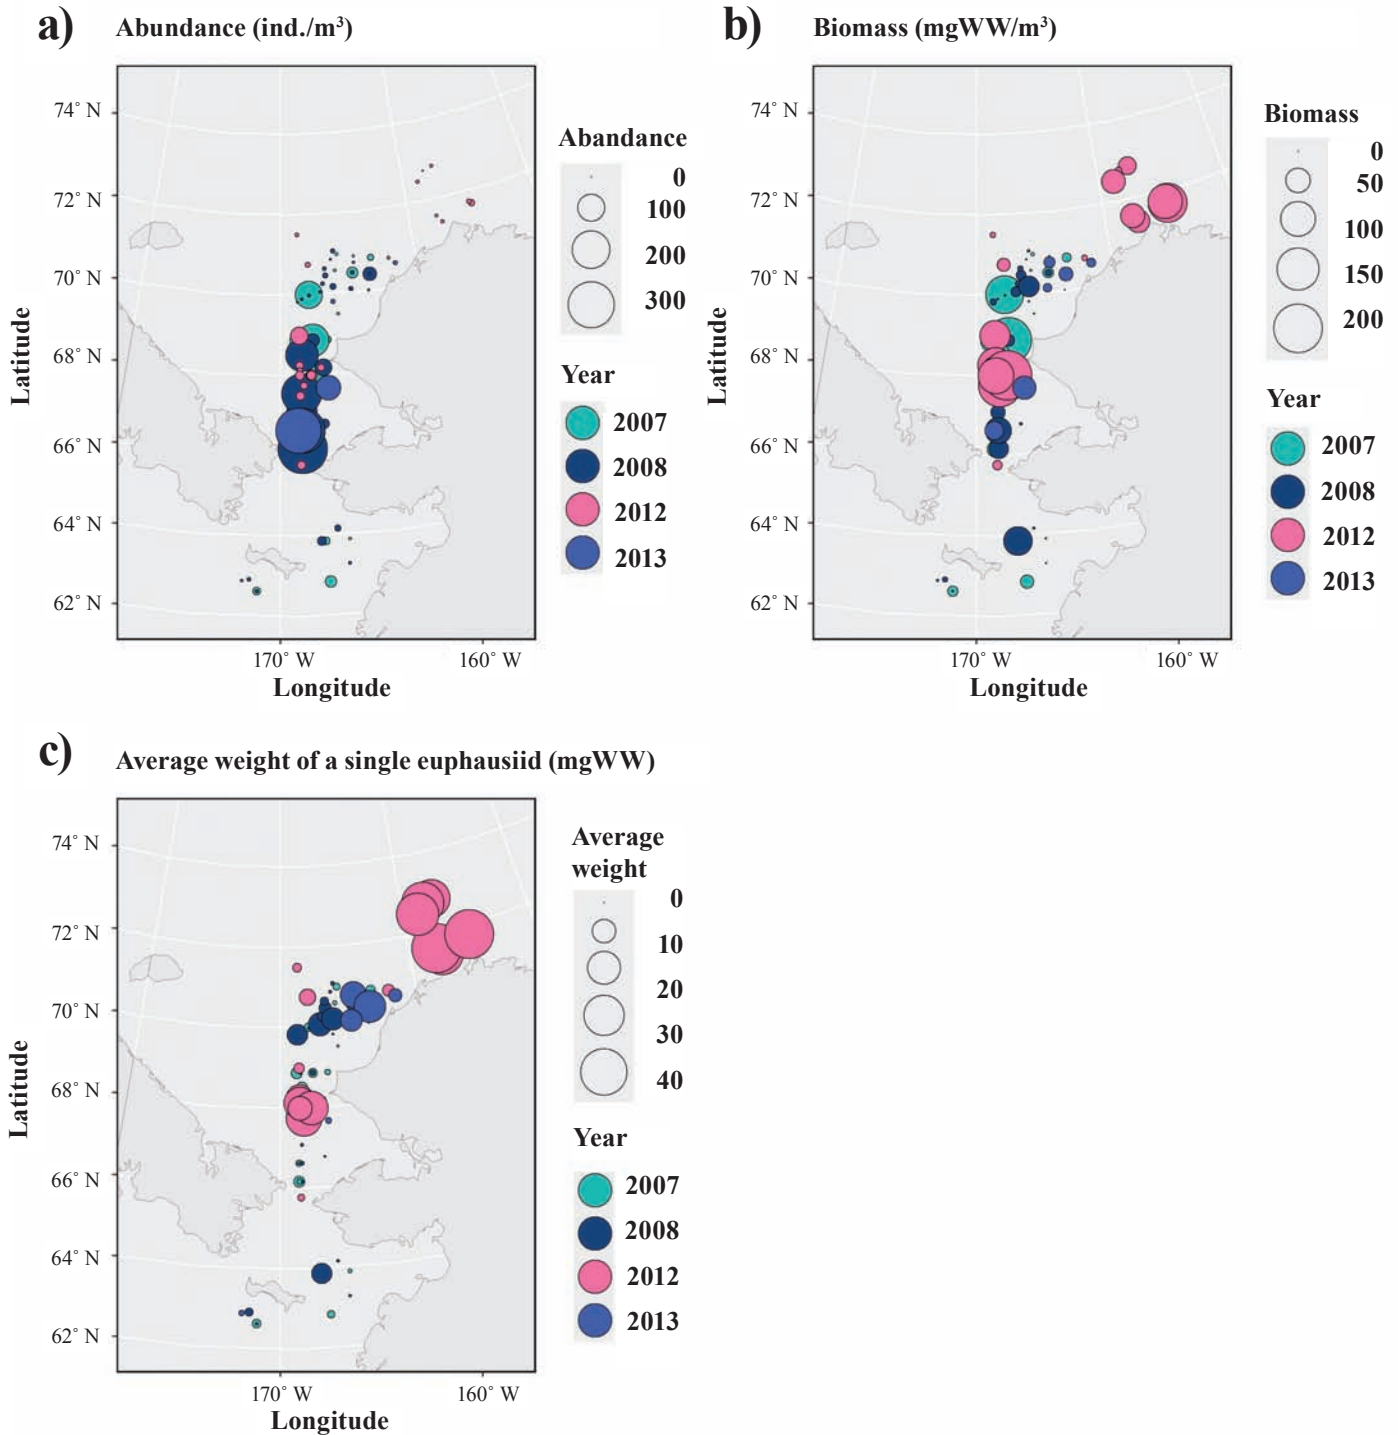 a) Abundance (ind./m³)
74° N
72° N
70° N
68° N
66° N
64° N
62° N
Latitude
170° W
160° W
Longitude
Abandance
0
100
200
300
Year
2007
2008
2012
2013
b) Biomass (mgWW/m³)
74° N
72° N
70° N
68° N
66° N
64° N
62° N
Latitude
170° W
160° W
Longitude
Biomass
0
50
100
150
200
Year
2007
2008
2012
2013
c) Average weight of a single euphausiid (mgWW)
74° N
72° N
70° N
68° N
66° N
64° N
62° N
Latitude
170° W
160° W
Longitude
Average
weight
0
10
20
30
40
Year
2007
2008
2012
2013